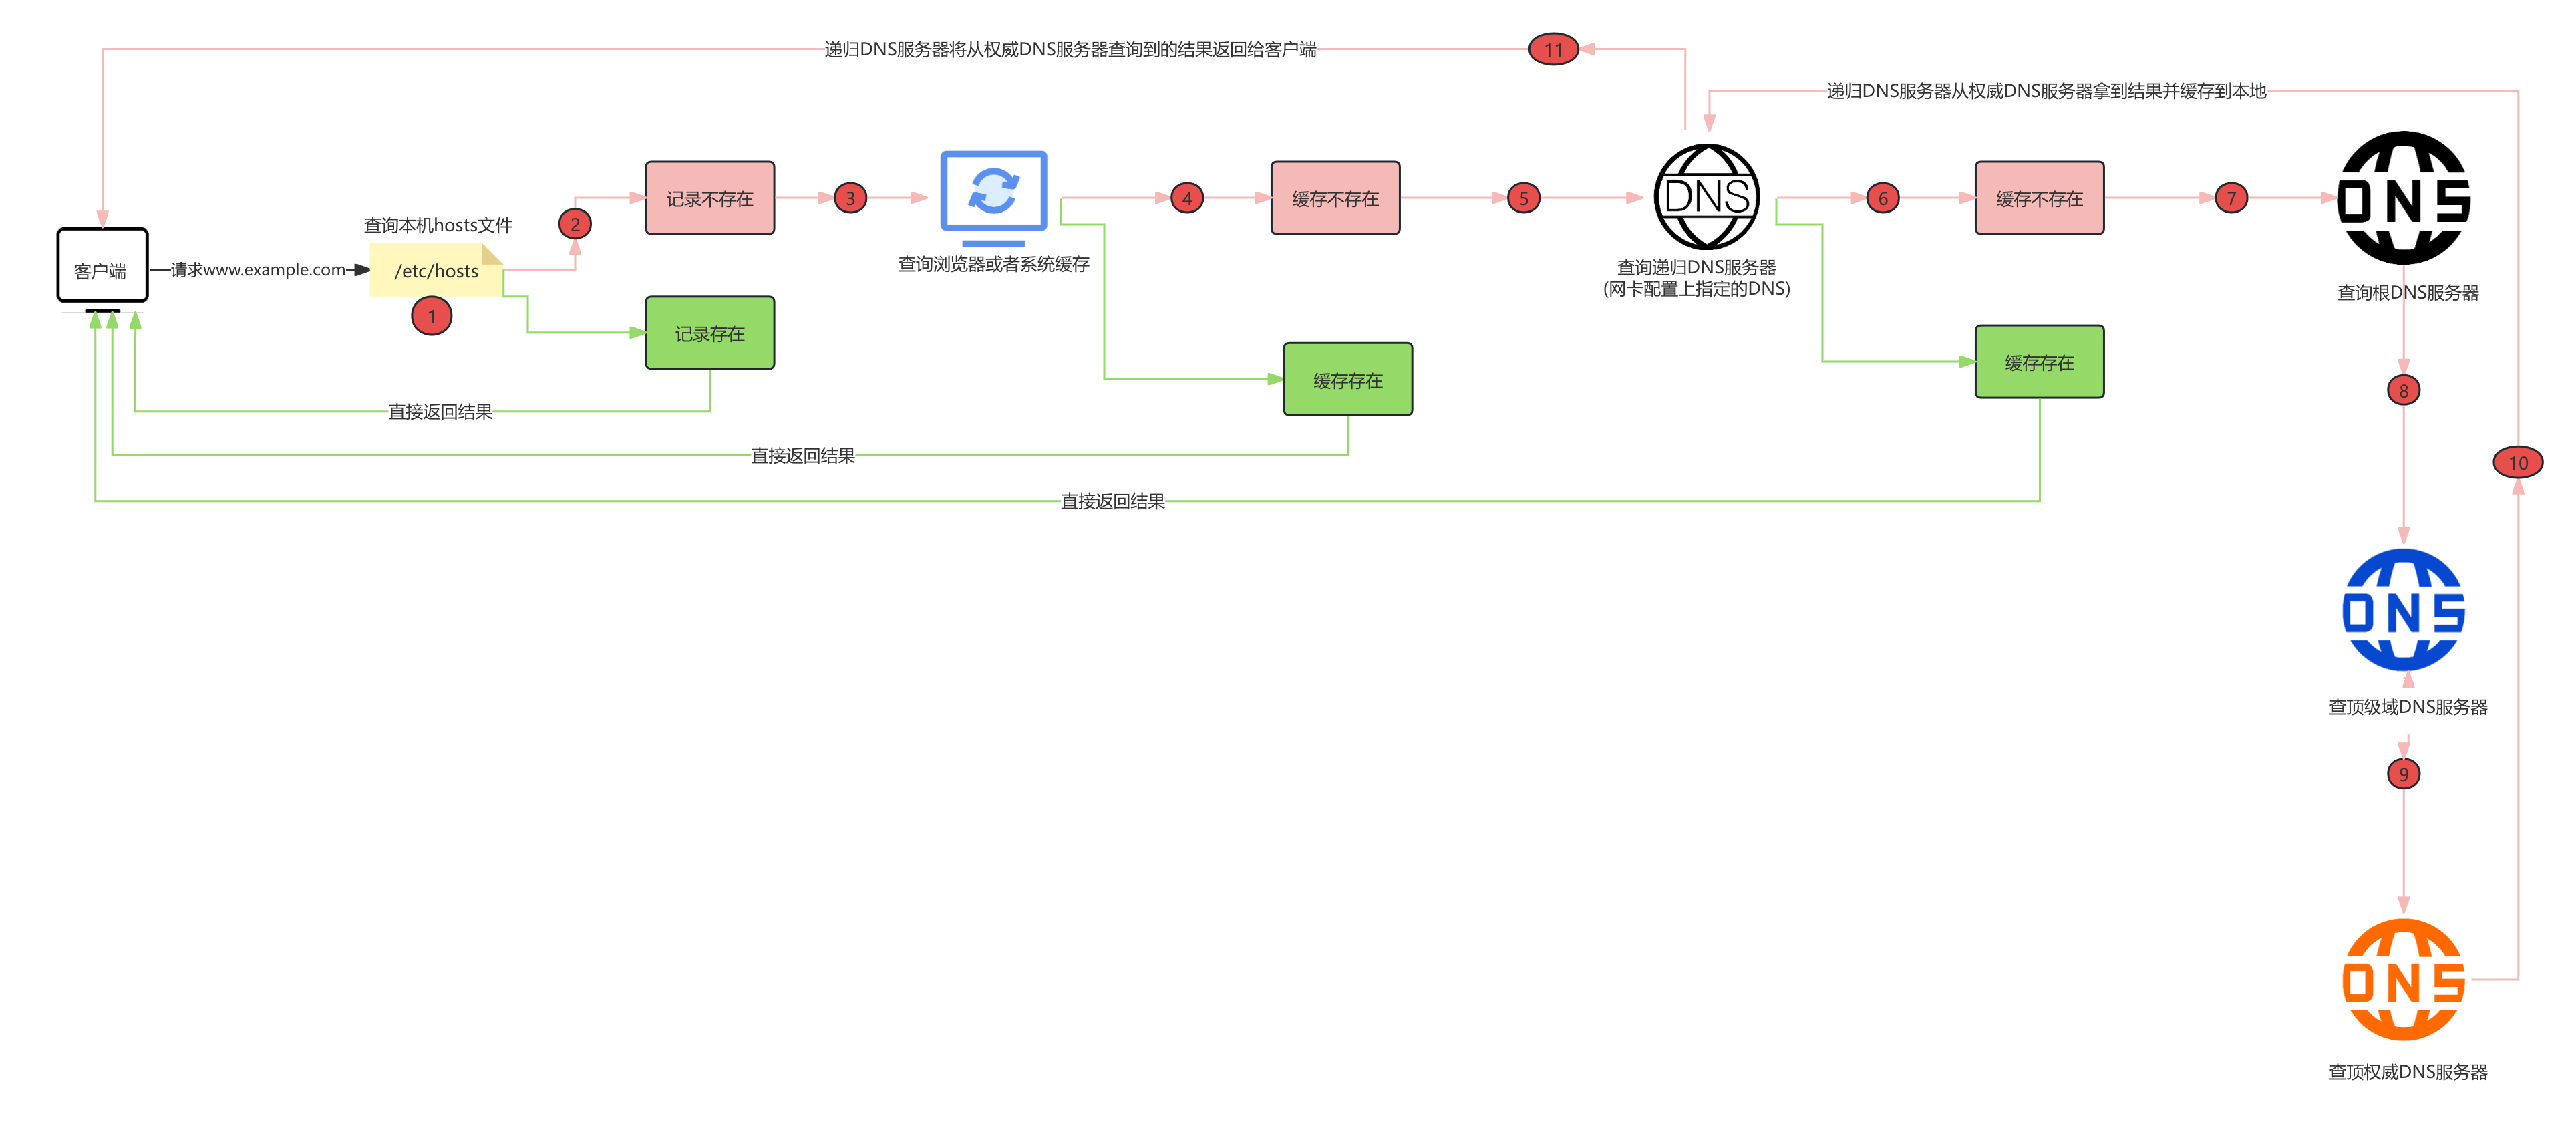 递归DNS服务器将从权威DNS服务器查询到的结果返回给客户端
11
递归DNS服务器从权威DNS服务器拿到结果并缓存到本地
客户端
请求www.example.com
查询本机hosts文件
/etc/hosts
1
2
记录不存在
记录存在
直接返回结果
3
查询浏览器或者系统缓存
4
缓存不存在
缓存存在
直接返回结果
5
DNS
查询递归DNS服务器
(网卡配置上指定的DNS)
6
缓存不存在
缓存存在
直接返回结果
7
DNS
查询根DNS服务器
8
10
DNS
查顶级域DNS服务器
9
DNS
查顶权威DNS服务器